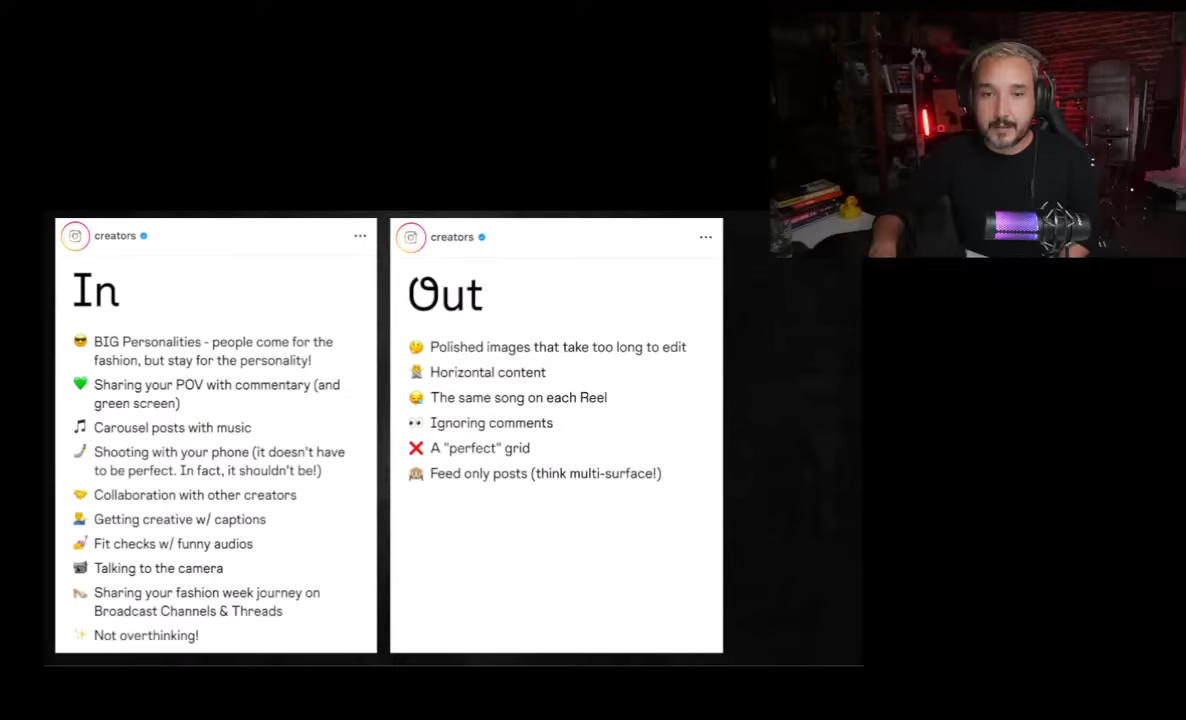 creators
In
BIG Personalities - people come for the
fashion, but stay for the personality!
Sharing your POV with commentary (and
green screen)
Carousel posts with music
Shooting with your phone (it doesn't have
to be perfect. In fact, it shouldn't be!)
Collaboration with other creators
Getting creative w/ captions
Fit checks w/ funny audios
Talking to the camera
Sharing your fashion week journey on
Broadcast Channels & Threads
Not overthinking!
creators
Out
Polished images that take too long to edit
Horizontal content
The same song on each Reel
Ignoring comments
A "perfect" grid
Feed only posts (think multi-surface!)